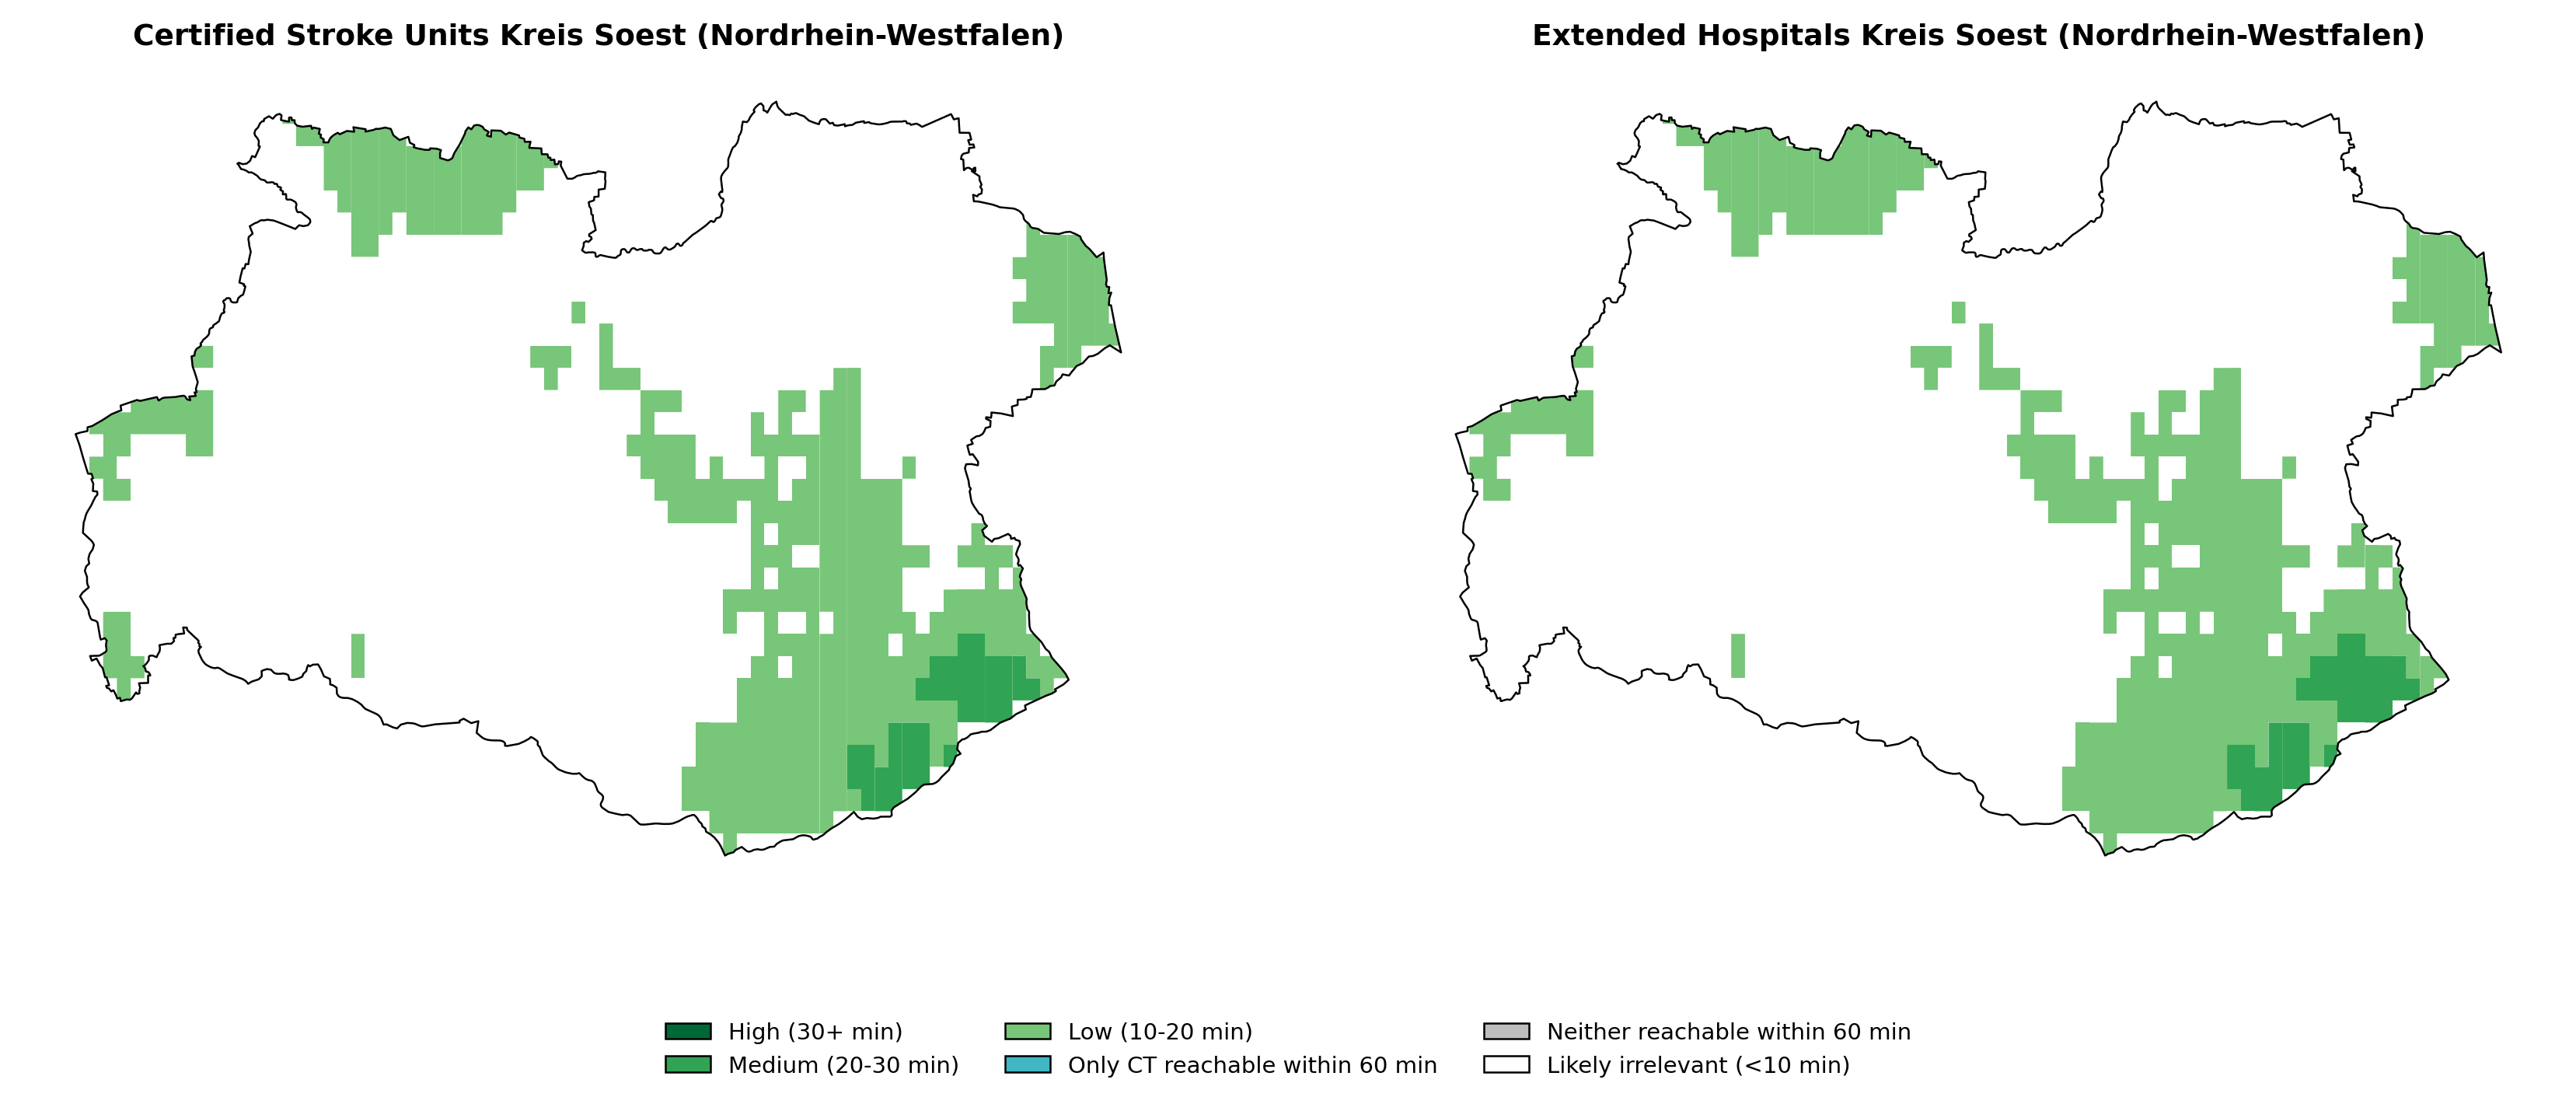 Certified Stroke Units Kreis Soest (Nordrhein-Westfalen)
Extended Hospitals Kreis Soest (Nordrhein-Westfalen)
High (30+ min)
Medium (20-30 min)
Low (10-20 min)
Only CT reachable within 60 min
Neither reachable within 60 min
Likely irrelevant (<10 min)